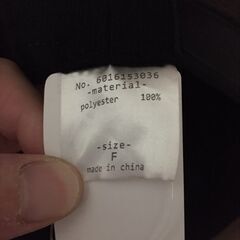 No. 6016153036
-material-
polyester 100%
-size-
F
made in china